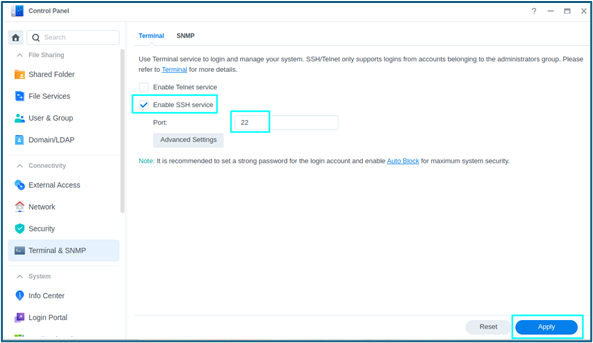 Control Panel
Search
File Sharing
Shared Folder
File Services
User & Group
Domain/LDAP
Connectivity
External Access
Network
Security
Terminal & SNMP
System
Info Center
Login Portal
Terminal SNMP
Use Terminal service to login and manage your system. SSH/Telnet only supports logins from accounts belonging to the administrators group. Please
refer to Terminal for more details.
Enable Telnet service
Enable SSH service
Port: 22
Advanced Settings
Note: It is recommended to set a strong password for the login account and enable Auto Block for maximum system security.
Reset Apply